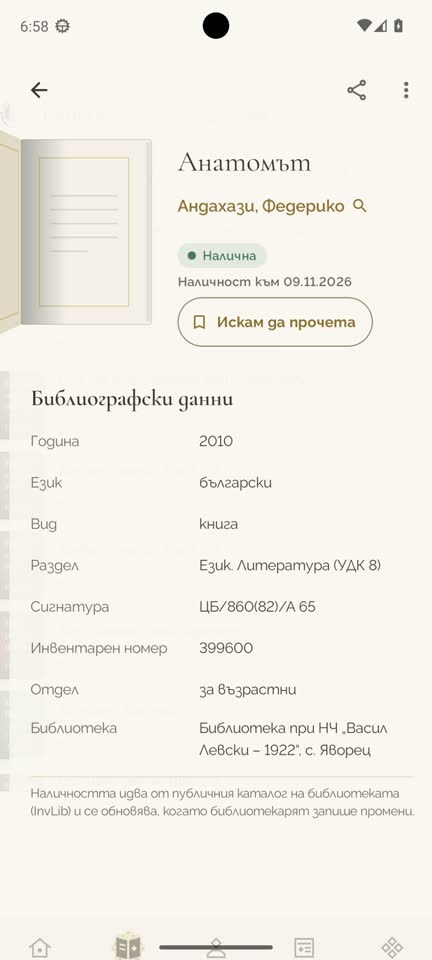 6:58
Анатомът
Андахази, Федерико
Налична
Наличност към 09.11.2026
Искам да прочета
Библиографски данни
Година 2010
Език български
Вид книга
Раздел Език. Литература (УДК 8)
Сигнатура ЦБ/860(82)/А 65
Инвентарен номер 399600
Отдел за възрастни
Библиотека Библиотека при НЧ „Васил
Левски – 1922“, с. Яворец
Наличността идва от публичния каталог на библиотеката
(InvLib) и се обновява, когато библиотекарят запише промени.